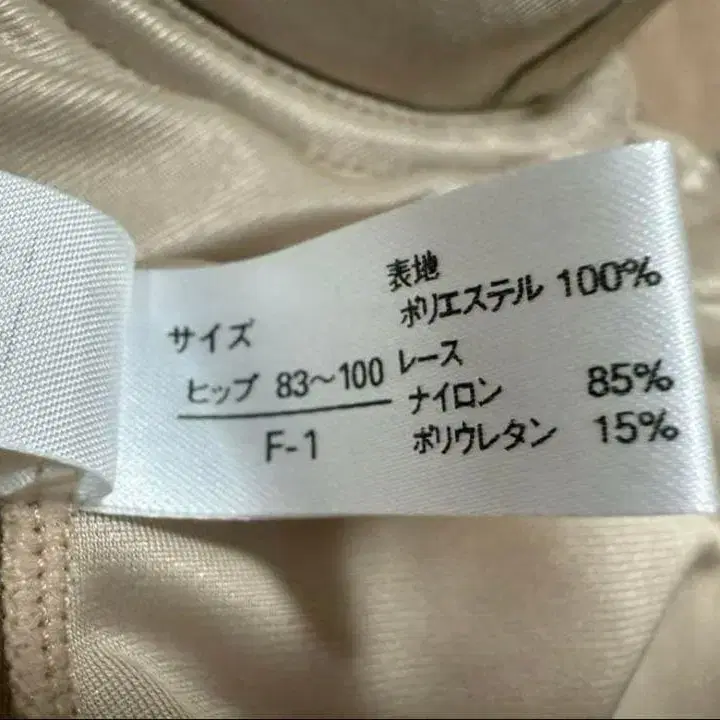 サイズ
ヒップ 83～100
F-1
表地
ポリエステル 100%
レース
ナイロン 85%
ポリウレタン 15%